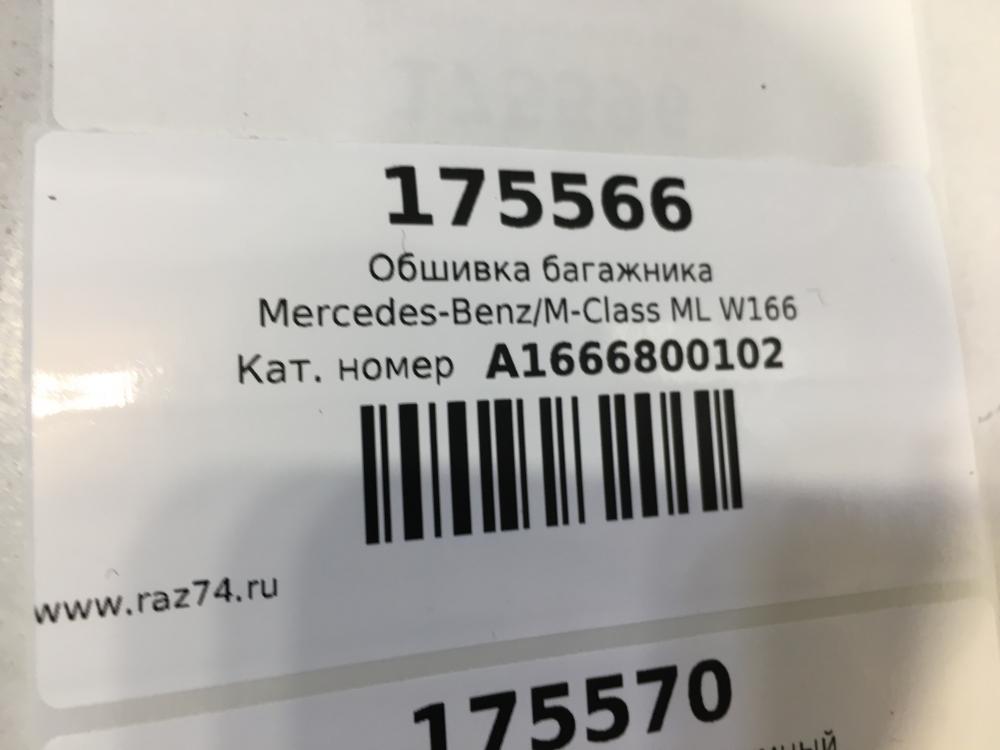 175566
Обшивка багажника
Mercedes-Benz/M-Class ML W166
Кат. номер A1666800102
www.raz74.ru
175570